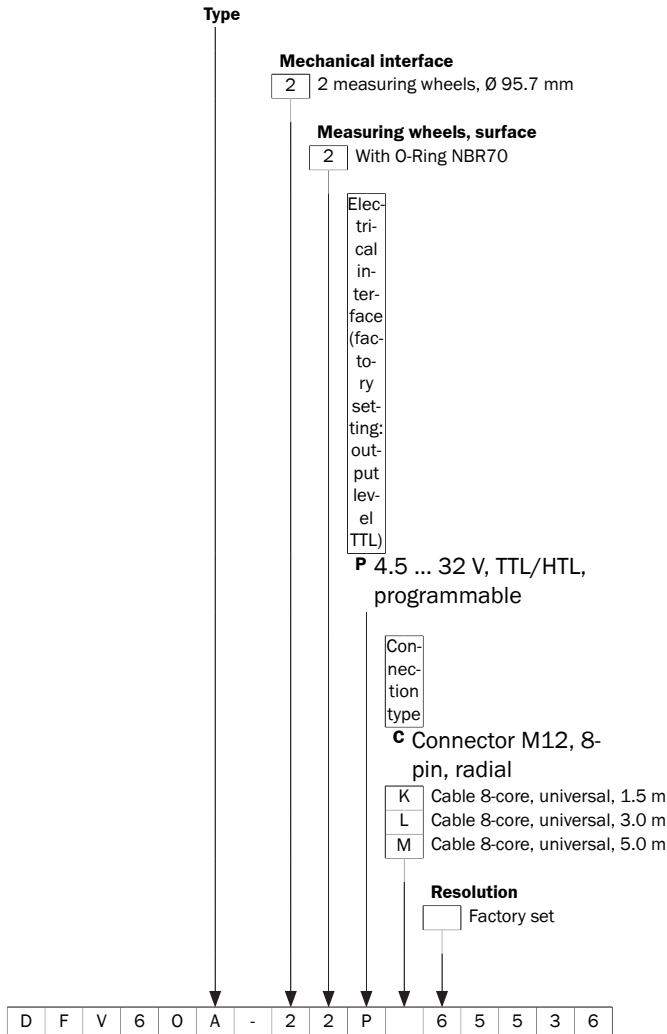 Type
Mechanical interface
2 2 measuring wheels, Ø 95.7 mm
Measuring wheels, surface
2 With O-Ring NBR70
Elec-
tri-
cal
in-
ter-
face
(fac-
to-
ry
set-
ting:
out-
put
lev-
el
TTL)
P 4.5 ... 32 V, TTL/HTL,
programmable
Con-
nec-
tion
type
C Connector M12, 8-
pin, radial
K Cable 8-core, universal, 1.5 m
L Cable 8-core, universal, 3.0 m
M Cable 8-core, universal, 5.0 m
Resolution
Factory set
D F V 6 0 A - 2 2 P 6 5 5 3 6